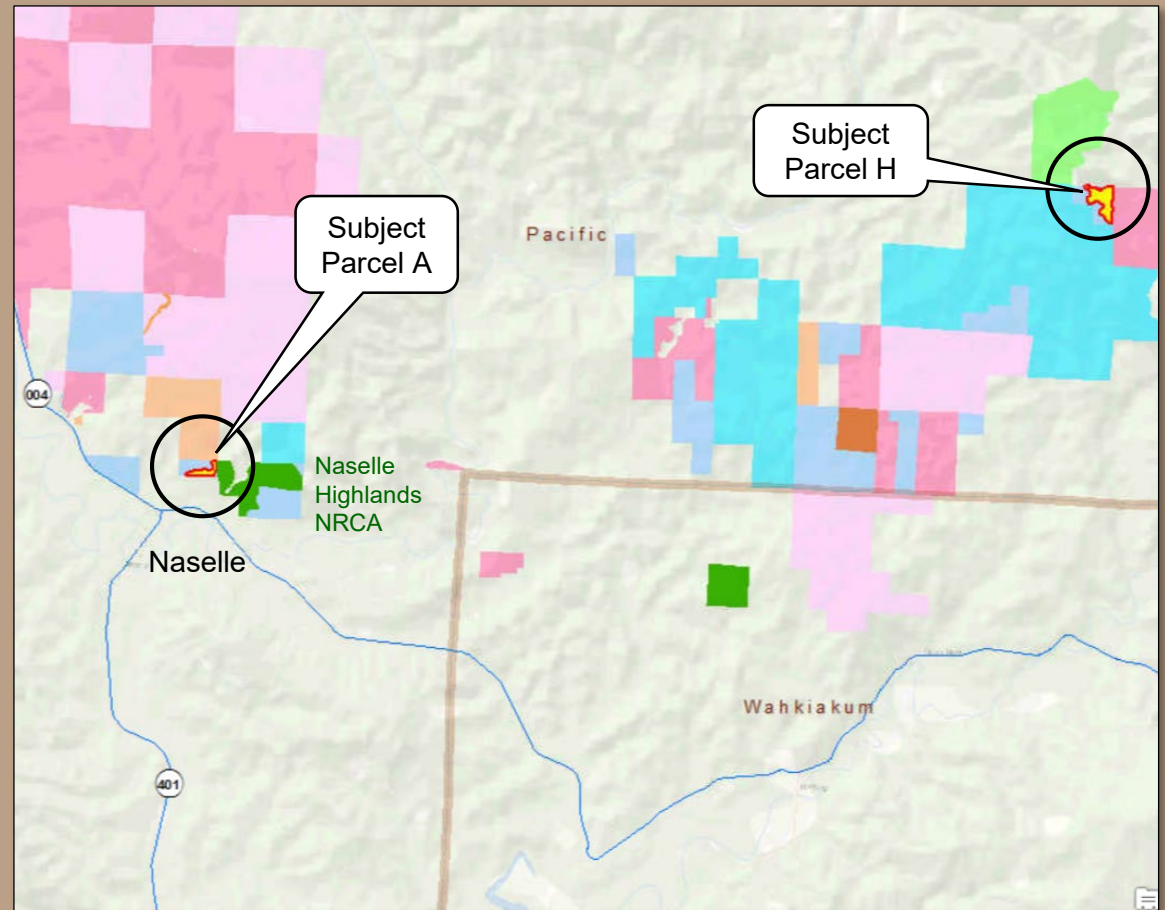 Subject
Parcel H
Subject
Parcel A
Pacific
004
Naselle
Highlands
NRCA
Naselle
Wahkiakum
401